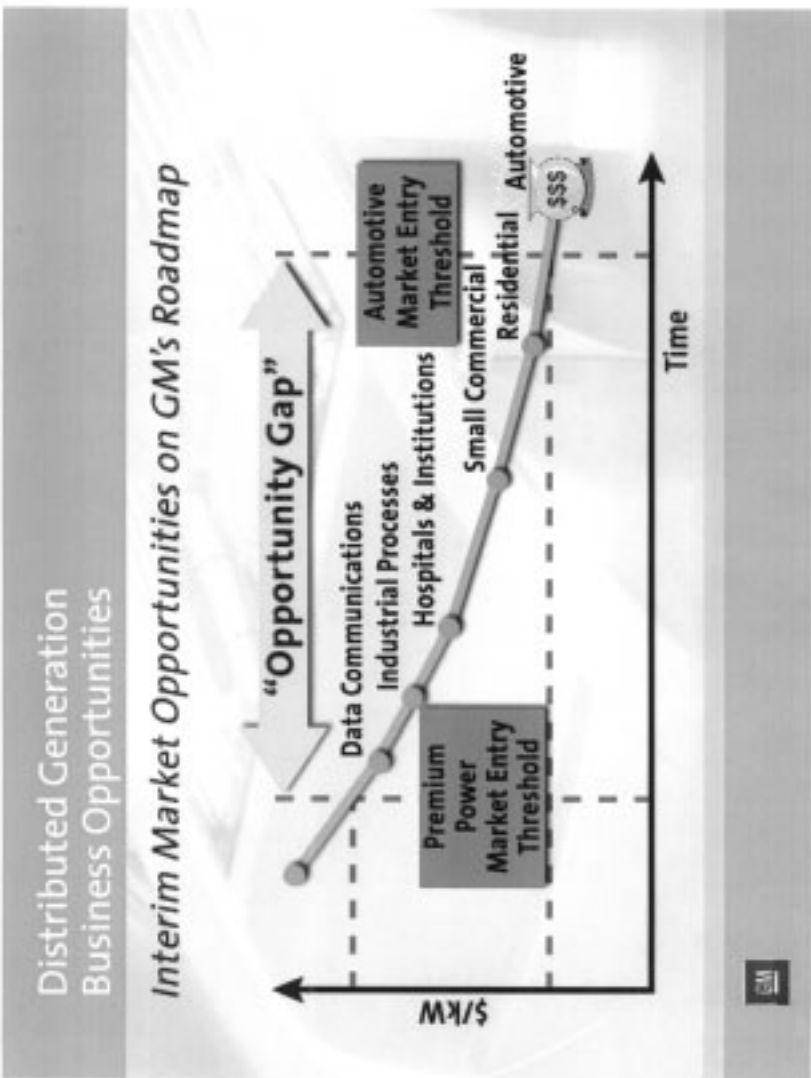 Distributed Generation
Business Opportunities
Interim Market Opportunities on GM's Roadmap
$/kW
"Opportunity Gap"
Data Communications
Industrial Processes
Hospitals & Institutions
Small Commercial
Residential
Automotive
Automotive
Market Entry
Threshold
Premium
Power
Market Entry
Threshold
$$$
Time
GM